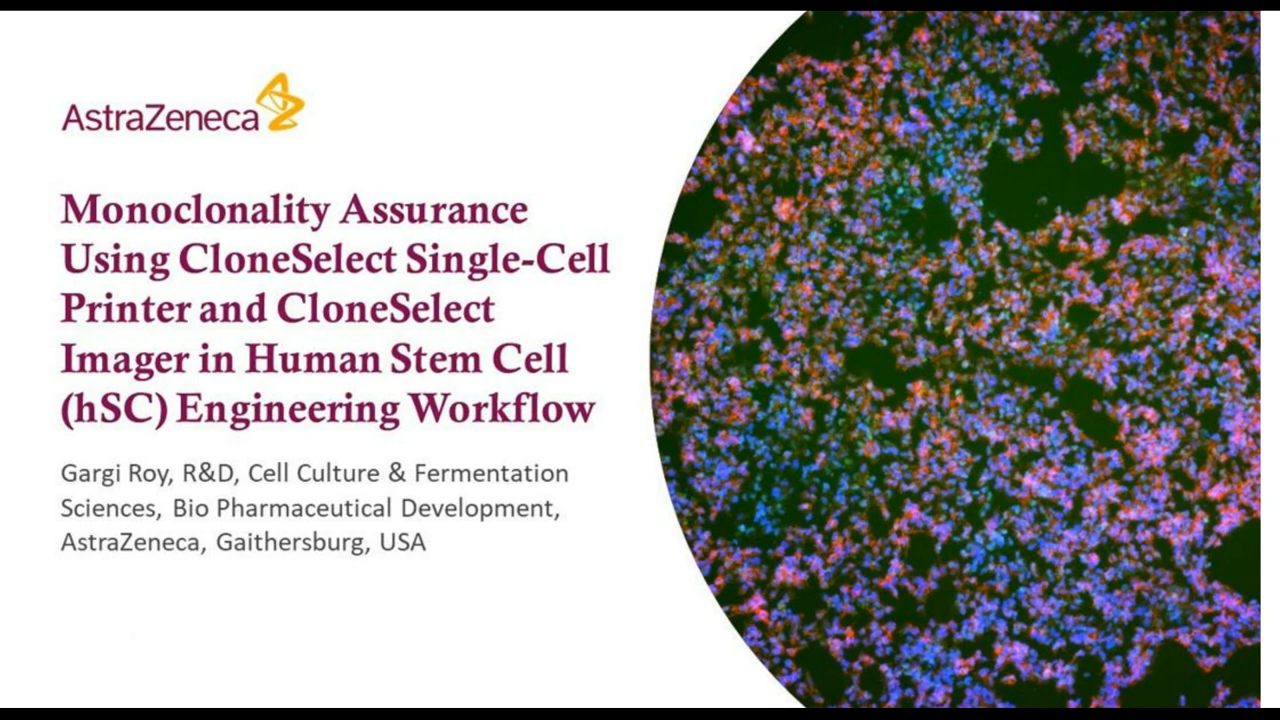 AstraZeneca
Monoclonality Assurance
Using CloneSelect Single-Cell
Printer and CloneSelect
Imager in Human Stem Cell
(hSC) Engineering Workflow
Gargi Roy, R&D, Cell Culture & Fermentation
Sciences, Bio Pharmaceutical Development,
AstraZeneca, Gaithersburg, USA